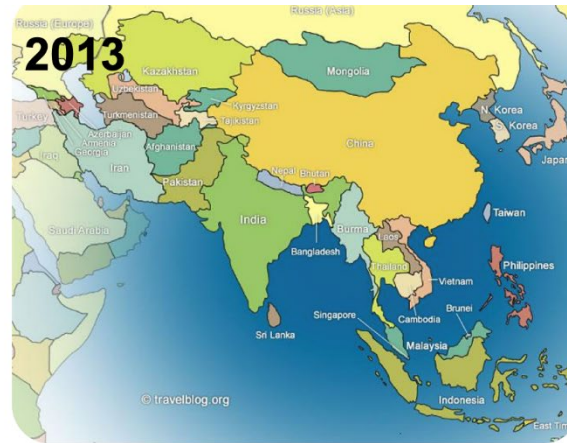 Russia (Europe)
Russia (Asia)
2013
Kazakhstan
Mongolia
Uzbekistan
Kyrgyzstan
N. Korea
Turkey
Turkmenistan
Tajikistan
S. Korea
Azerbaijan
Armenia
Georgia
China
Japan
Iraq
Iran
Afghanistan
Pakistan
Nepal
Bhutan
Saudi Arabia
India
Burma
Laos
Taiwan
Bangladesh
Thailand
Philippines
Vietnam
Sri Lanka
Singapore
Cambodia
Brunei
Malaysia
© travelblog.org
Indonesia
East Tim